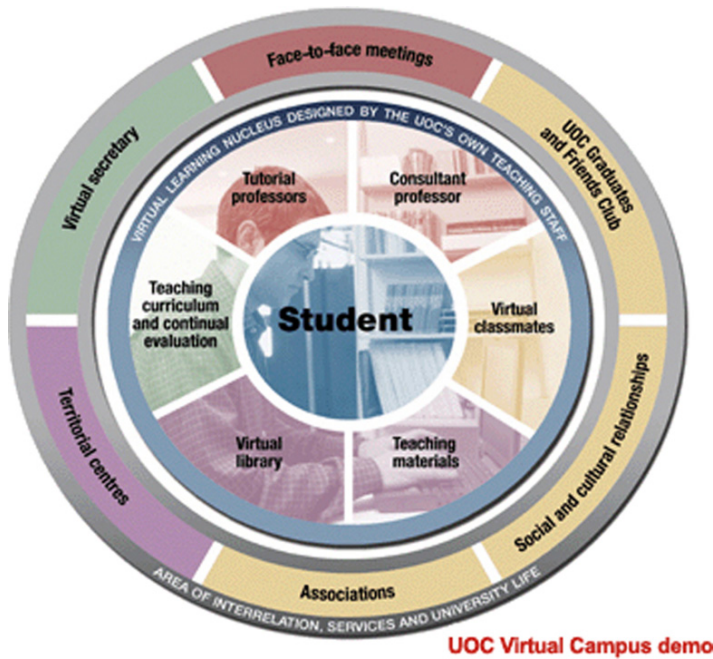 Face-to-face meetings
UOC Graduates
and Friends Club
Social and cultural relationships
Associations
Territorial centres
Virtual secretary
VIRTUAL LEARNING NUCLEUS DESIGNED BY THE UOC'S OWN TEACHING STAFF
Tutorial
professors
Consultant
professor
Virtual
classmates
Teaching
materials
Virtual
library
Teaching
curriculum
and continual
evaluation
Student
AREA OF INTERRELATION, SERVICES AND UNIVERSITY LIFE
UOC Virtual Campus demo